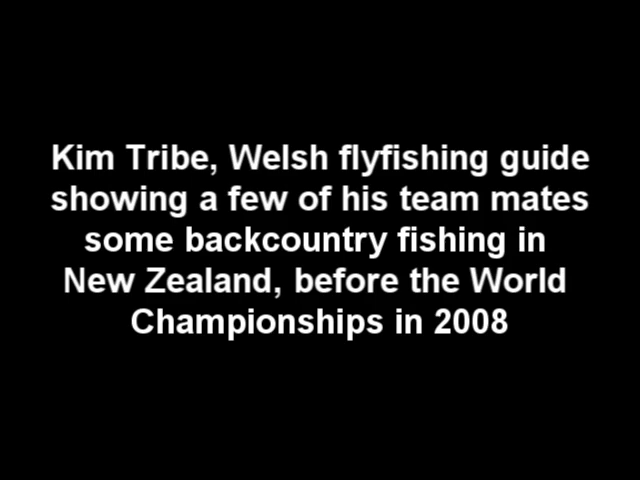 Kim Tribe, Welsh flyfishing guide
showing a few of his team mates
some backcountry fishing in
New Zealand, before the World
Championships in 2008